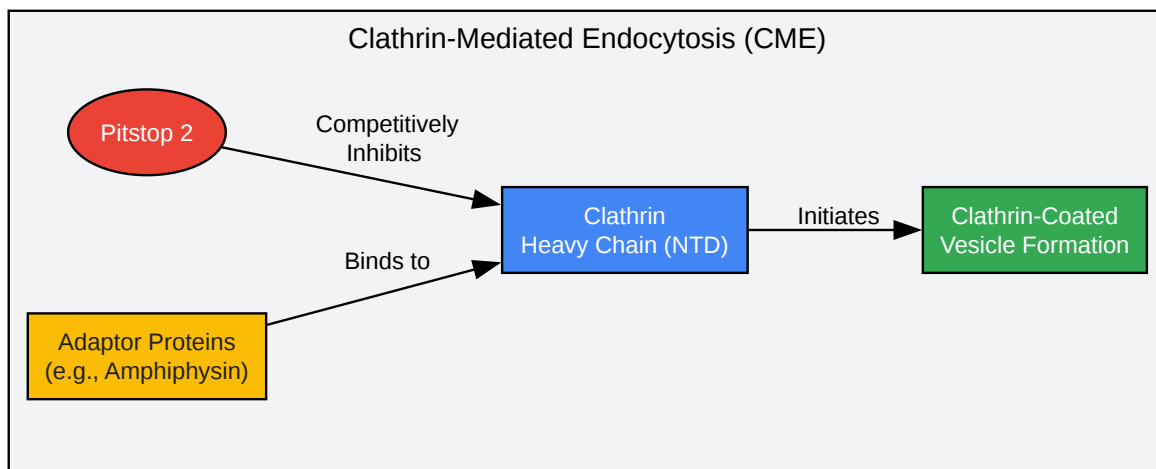 Clathrin-Mediated Endocytosis (CME)
Pitstop 2
Competitively
Inhibits
Clathrin
Heavy Chain (NTD)
Initiates
Clathrin-Coated
Vesicle Formation
Binds to
Adaptor Proteins
(e.g., Amphiphysin)